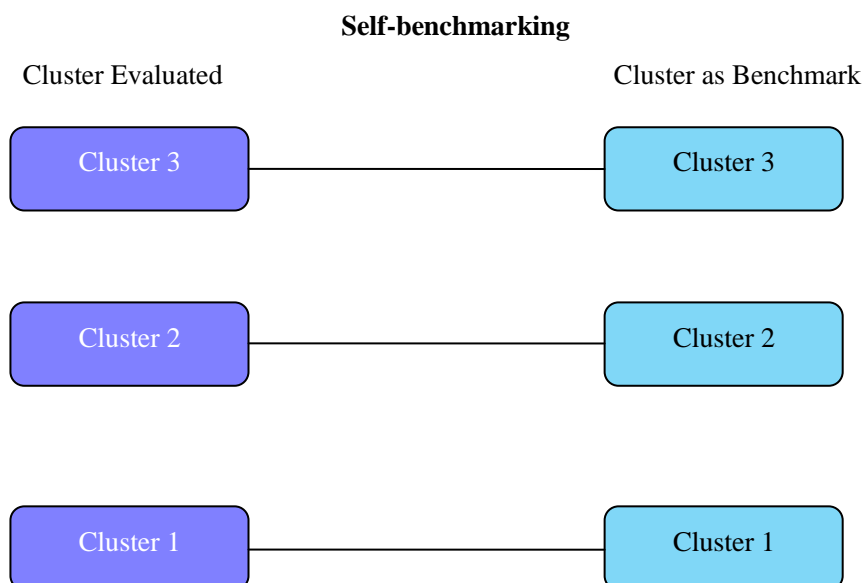 Self-benchmarking
Cluster Evaluated Cluster as Benchmark
Cluster 3 Cluster 3
Cluster 2 Cluster 2
Cluster 1 Cluster 1